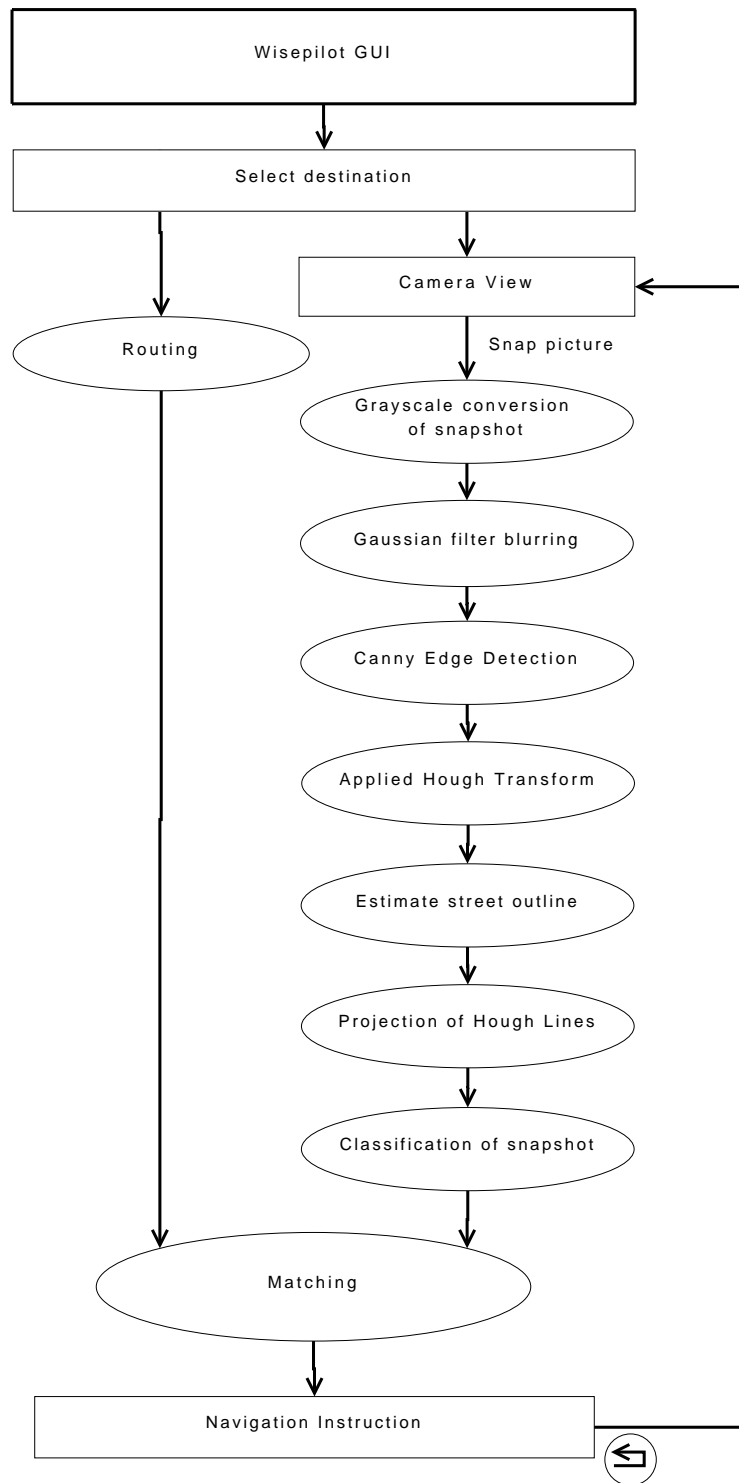 Wisepilot GUI
Select destination
Camera View
Snap picture
Routing
Grayscale conversion
of snapshot
Gaussian filter blurring
Canny Edge Detection
Applied Hough Transform
Estimate street outline
Projection of Hough Lines
Classification of snapshot
Matching
Navigation Instruction